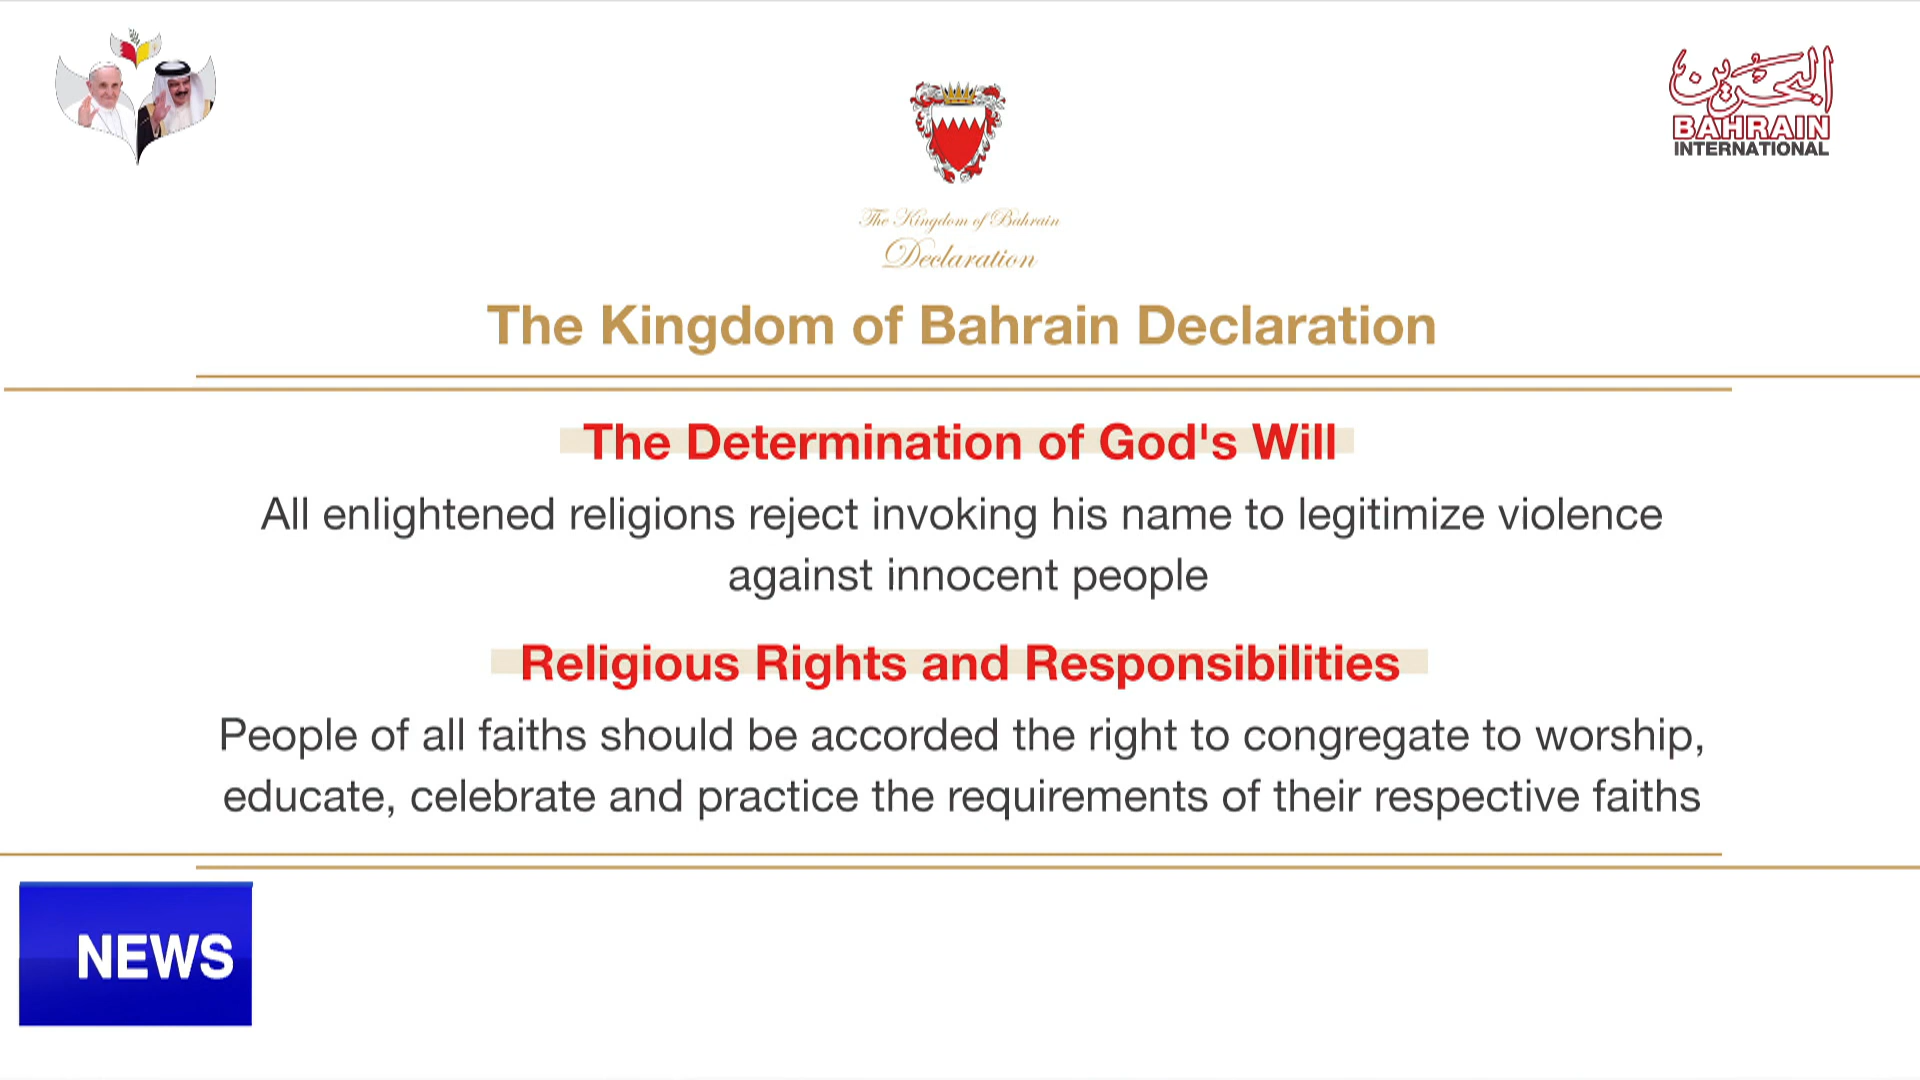 البحرين
BAHRAIN
INTERNATIONAL
The Kingdom of Bahrain
Declaration
The Kingdom of Bahrain Declaration
The Determination of God's Will
All enlightened religions reject invoking his name to legitimize violence
against innocent people
Religious Rights and Responsibilities
People of all faiths should be accorded the right to congregate to worship,
educate, celebrate and practice the requirements of their respective faiths
NEWS